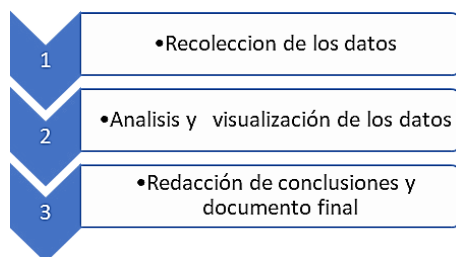 1
•Recoleccion de los datos
2
•Analisis y visualización de los datos
3
•Redacción de conclusiones y
documento final